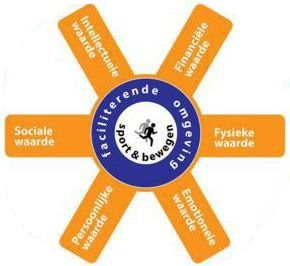 Intellectuele
waarde
Financiële
waarde
faciliterende omgeving
sport & bewegen
Sociale
waarde
Fysieke
waarde
Persoonlijke
waarde
Emotionele
waarde